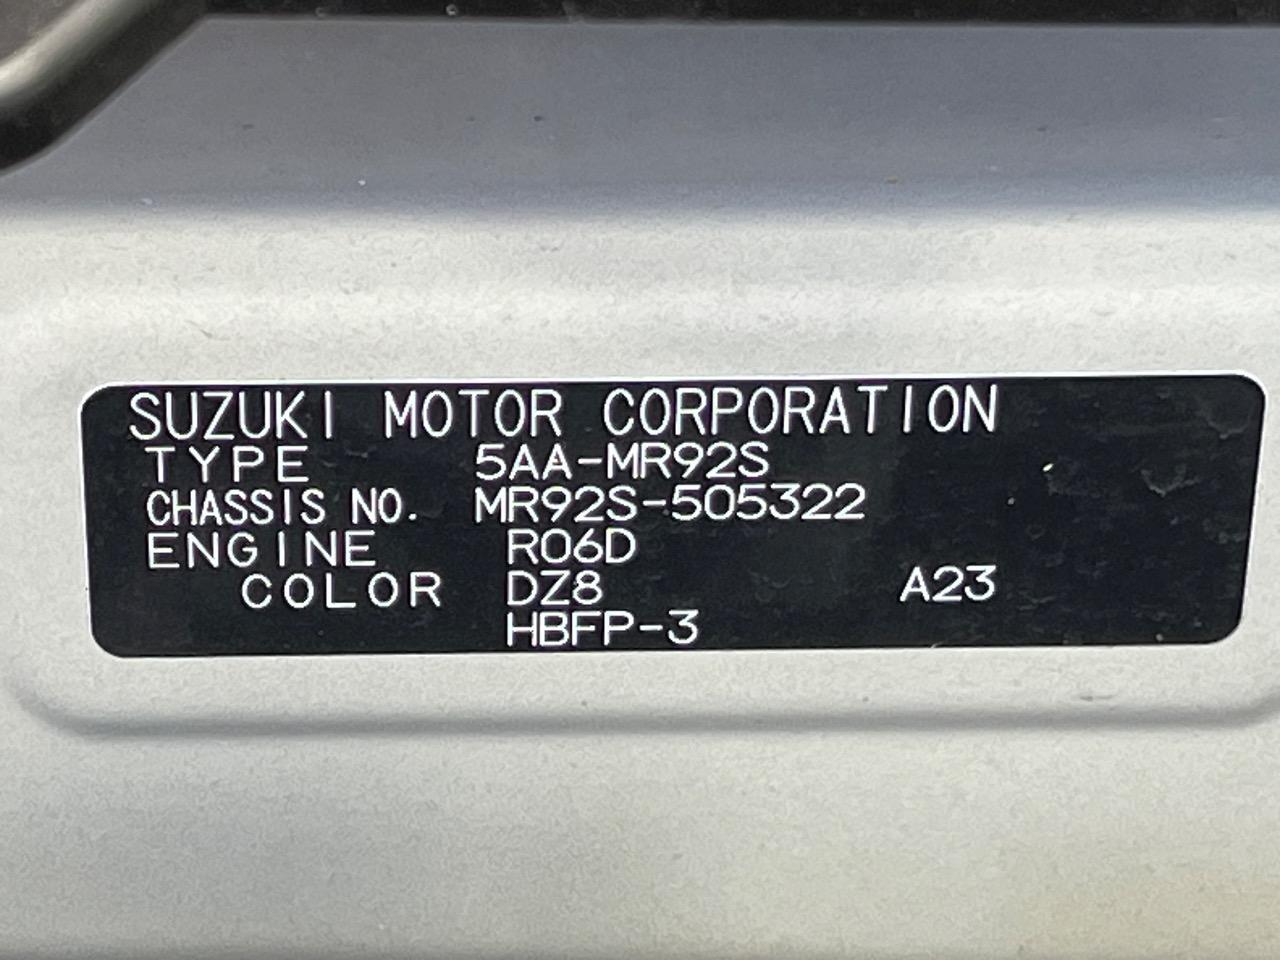 SUZUKI MOTOR CORPORATION
TYPE 5AA-MR92S
CHASSIS NO. MR92S-505322
ENGINE R06D
COLOR DZ8 A23
HBFP-3